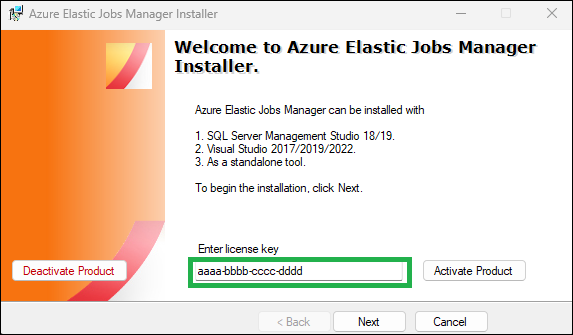 Azure Elastic Jobs Manager Installer
Welcome to Azure Elastic Jobs Manager
Installer.
Azure Elastic Jobs Manager can be installed with
1. SQL Server Management Studio 18/19.
2. Visual Studio 2017/2019/2022.
3. As a standalone tool.
To begin the installation, click Next.
Enter license key
Deactivate Product
aaaa-bbbb-cccc-dddd
Activate Product
< Back
Next
Cancel